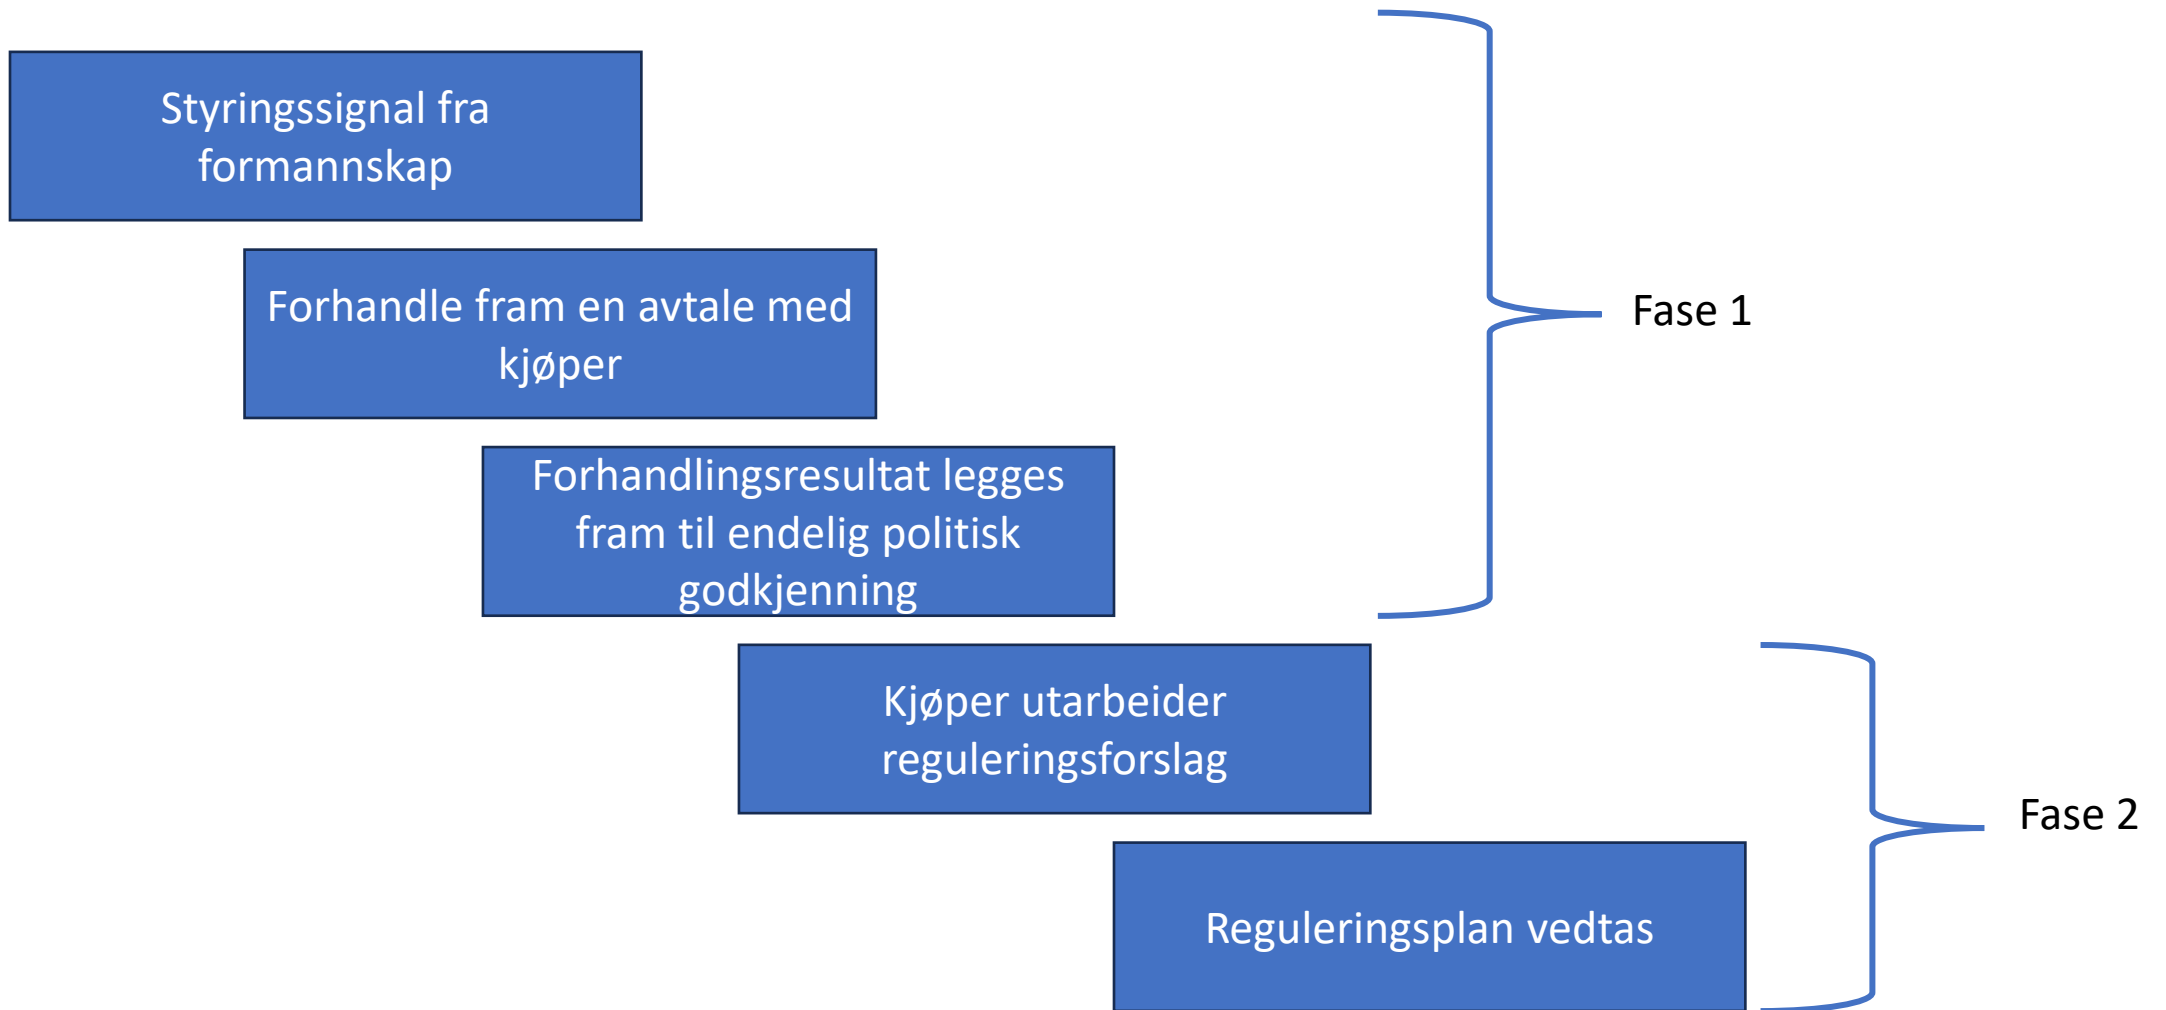 Styringssignal fra
formannskap
Forhandle fram en avtale med
kjøper
Fase 1
Forhandlingsresultat legges
fram til endelig politisk
godkjenning
Kjøper utarbeider
reguleringsforslag
Fase 2
Reguleringsplan vedtas